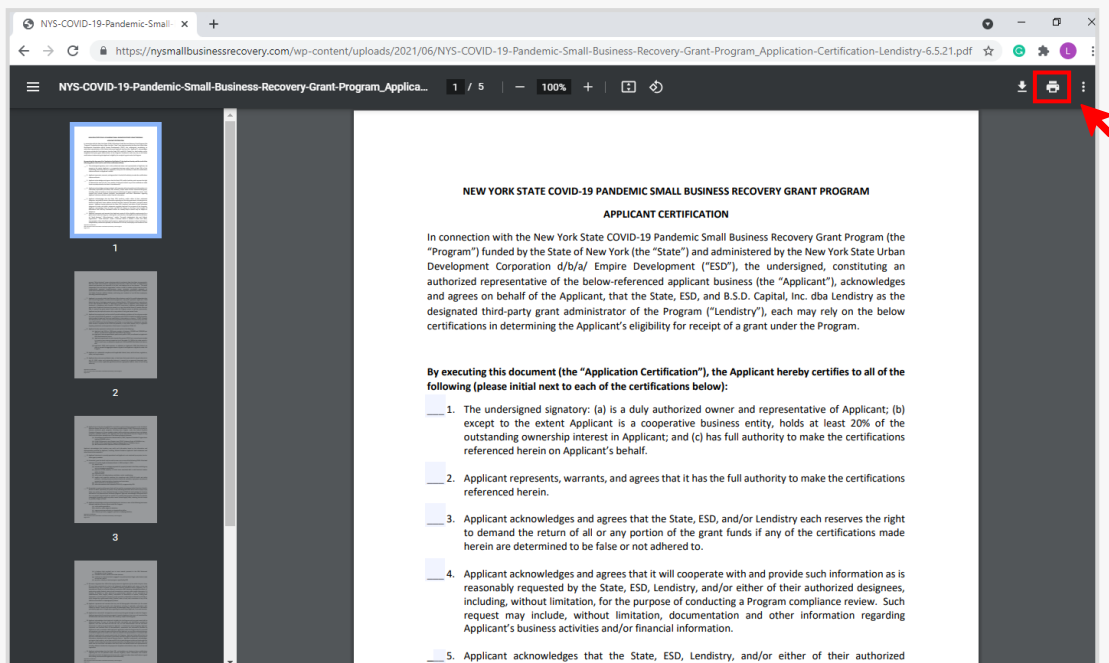 NYS-COVID-19-Pandemic-Small-
https://nysmallbusinessrecovery.com/wp-content/uploads/2021/06/NYS-COVID-19-Pandemic-Small-Business-Recovery-Grant-Program_Application-Certification-Lendistry-6.5.21.pdf
L
NYS-COVID-19-Pandemic-Small-Business-Recovery-Grant-Program_Applica... 1 / 5 100%
1
2
3
NEW YORK STATE COVID-19 PANDEMIC SMALL BUSINESS RECOVERY GRANT PROGRAM
APPLICANT CERTIFICATION
In connection with the New York State COVID-19 Pandemic Small Business Recovery Grant Program (the
“Program”) funded by the State of New York (the “State”) and administered by the New York State Urban
Development Corporation d/b/a/ Empire Development (“ESD”), the undersigned, constituting an
authorized representative of the below-referenced applicant business (the “Applicant”), acknowledges
and agrees on behalf of the Applicant, that the State, ESD, and B.S.D. Capital, Inc. dba Lendistry as the
designated third-party grant administrator of the Program (“Lendistry”), each may rely on the below
certifications in determining the Applicant’s eligibility for receipt of a grant under the Program.
By executing this document (the “Application Certification”), the Applicant hereby certifies to all of the
following (please initial next to each of the certifications below):
___1. The undersigned signatory: (a) is a duly authorized owner and representative of Applicant; (b)
except to the extent Applicant is a cooperative business entity, holds at least 20% of the
outstanding ownership interest in Applicant; and (c) has full authority to make the certifications
referenced herein on Applicant’s behalf.
___2. Applicant represents, warrants, and agrees that it has the full authority to make the certifications
referenced herein.
___3. Applicant acknowledges and agrees that the State, ESD, and/or Lendistry each reserves the right
to demand the return of all or any portion of the grant funds if any of the certifications made
herein are determined to be false or not adhered to.
___4. Applicant acknowledges and agrees that it will cooperate with and provide such information as is
reasonably requested by the State, ESD, Lendistry, and/or either of their authorized designees,
including, without limitation, for the purpose of conducting a Program compliance review. Such
request may include, without limitation, documentation and other information regarding
Applicant’s business activities and/or financial information.
___5. Applicant acknowledges that the State, ESD, Lendistry, and/or either of their authorized